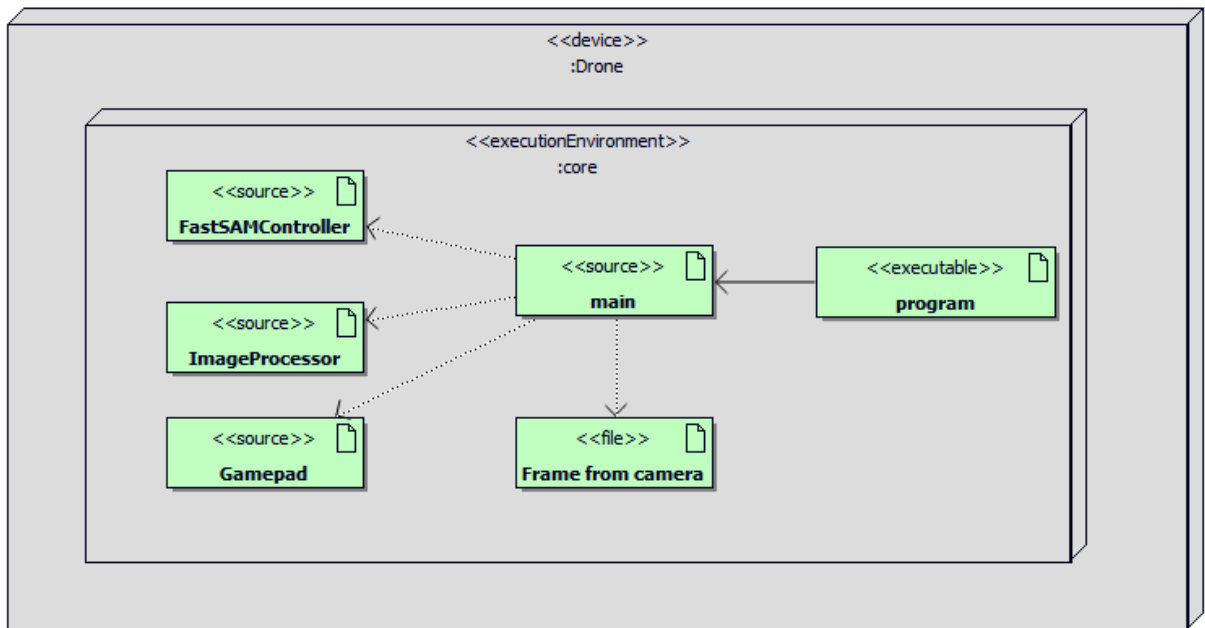 <<device>>
:Drone
<<executionEnvironment>>
:core
<<source>>
FastSAMController
<<source>>
main
<<executable>>
program
<<source>>
ImageProcessor
<<source>>
Gamepad
<<file>>
Frame from camera